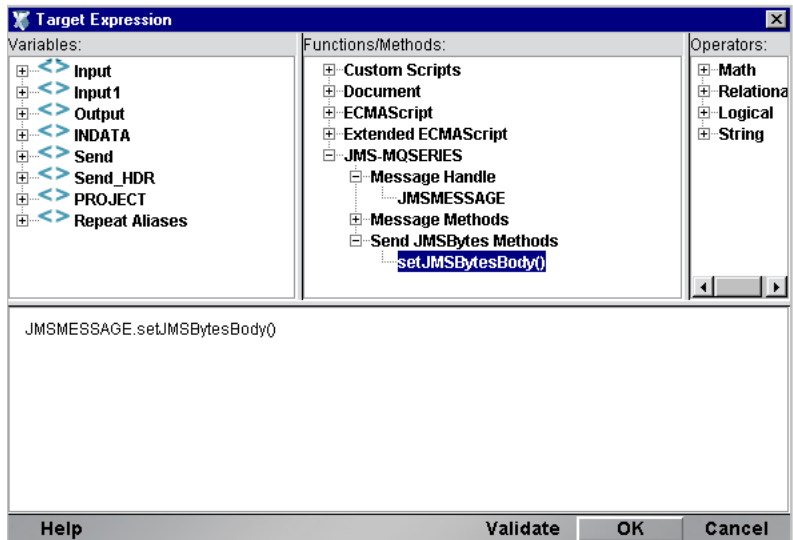 Target Expression
Variables:
Input
Input1
Output
INDATA
Send
Send_HDR
PROJECT
Repeat Aliases
Functions/Methods:
Custom Scripts
Document
ECMAScript
Extended ECMAScript
JMS-MQSERIES
Message Handle
JMSMESSAGE
Message Methods
Send JMSBytes Methods
setJMSBytesBody()
Operators:
Math
Relationa
Logical
String
JMSMESSAGE.setJMSBytesBody()
Help Validate OK Cancel